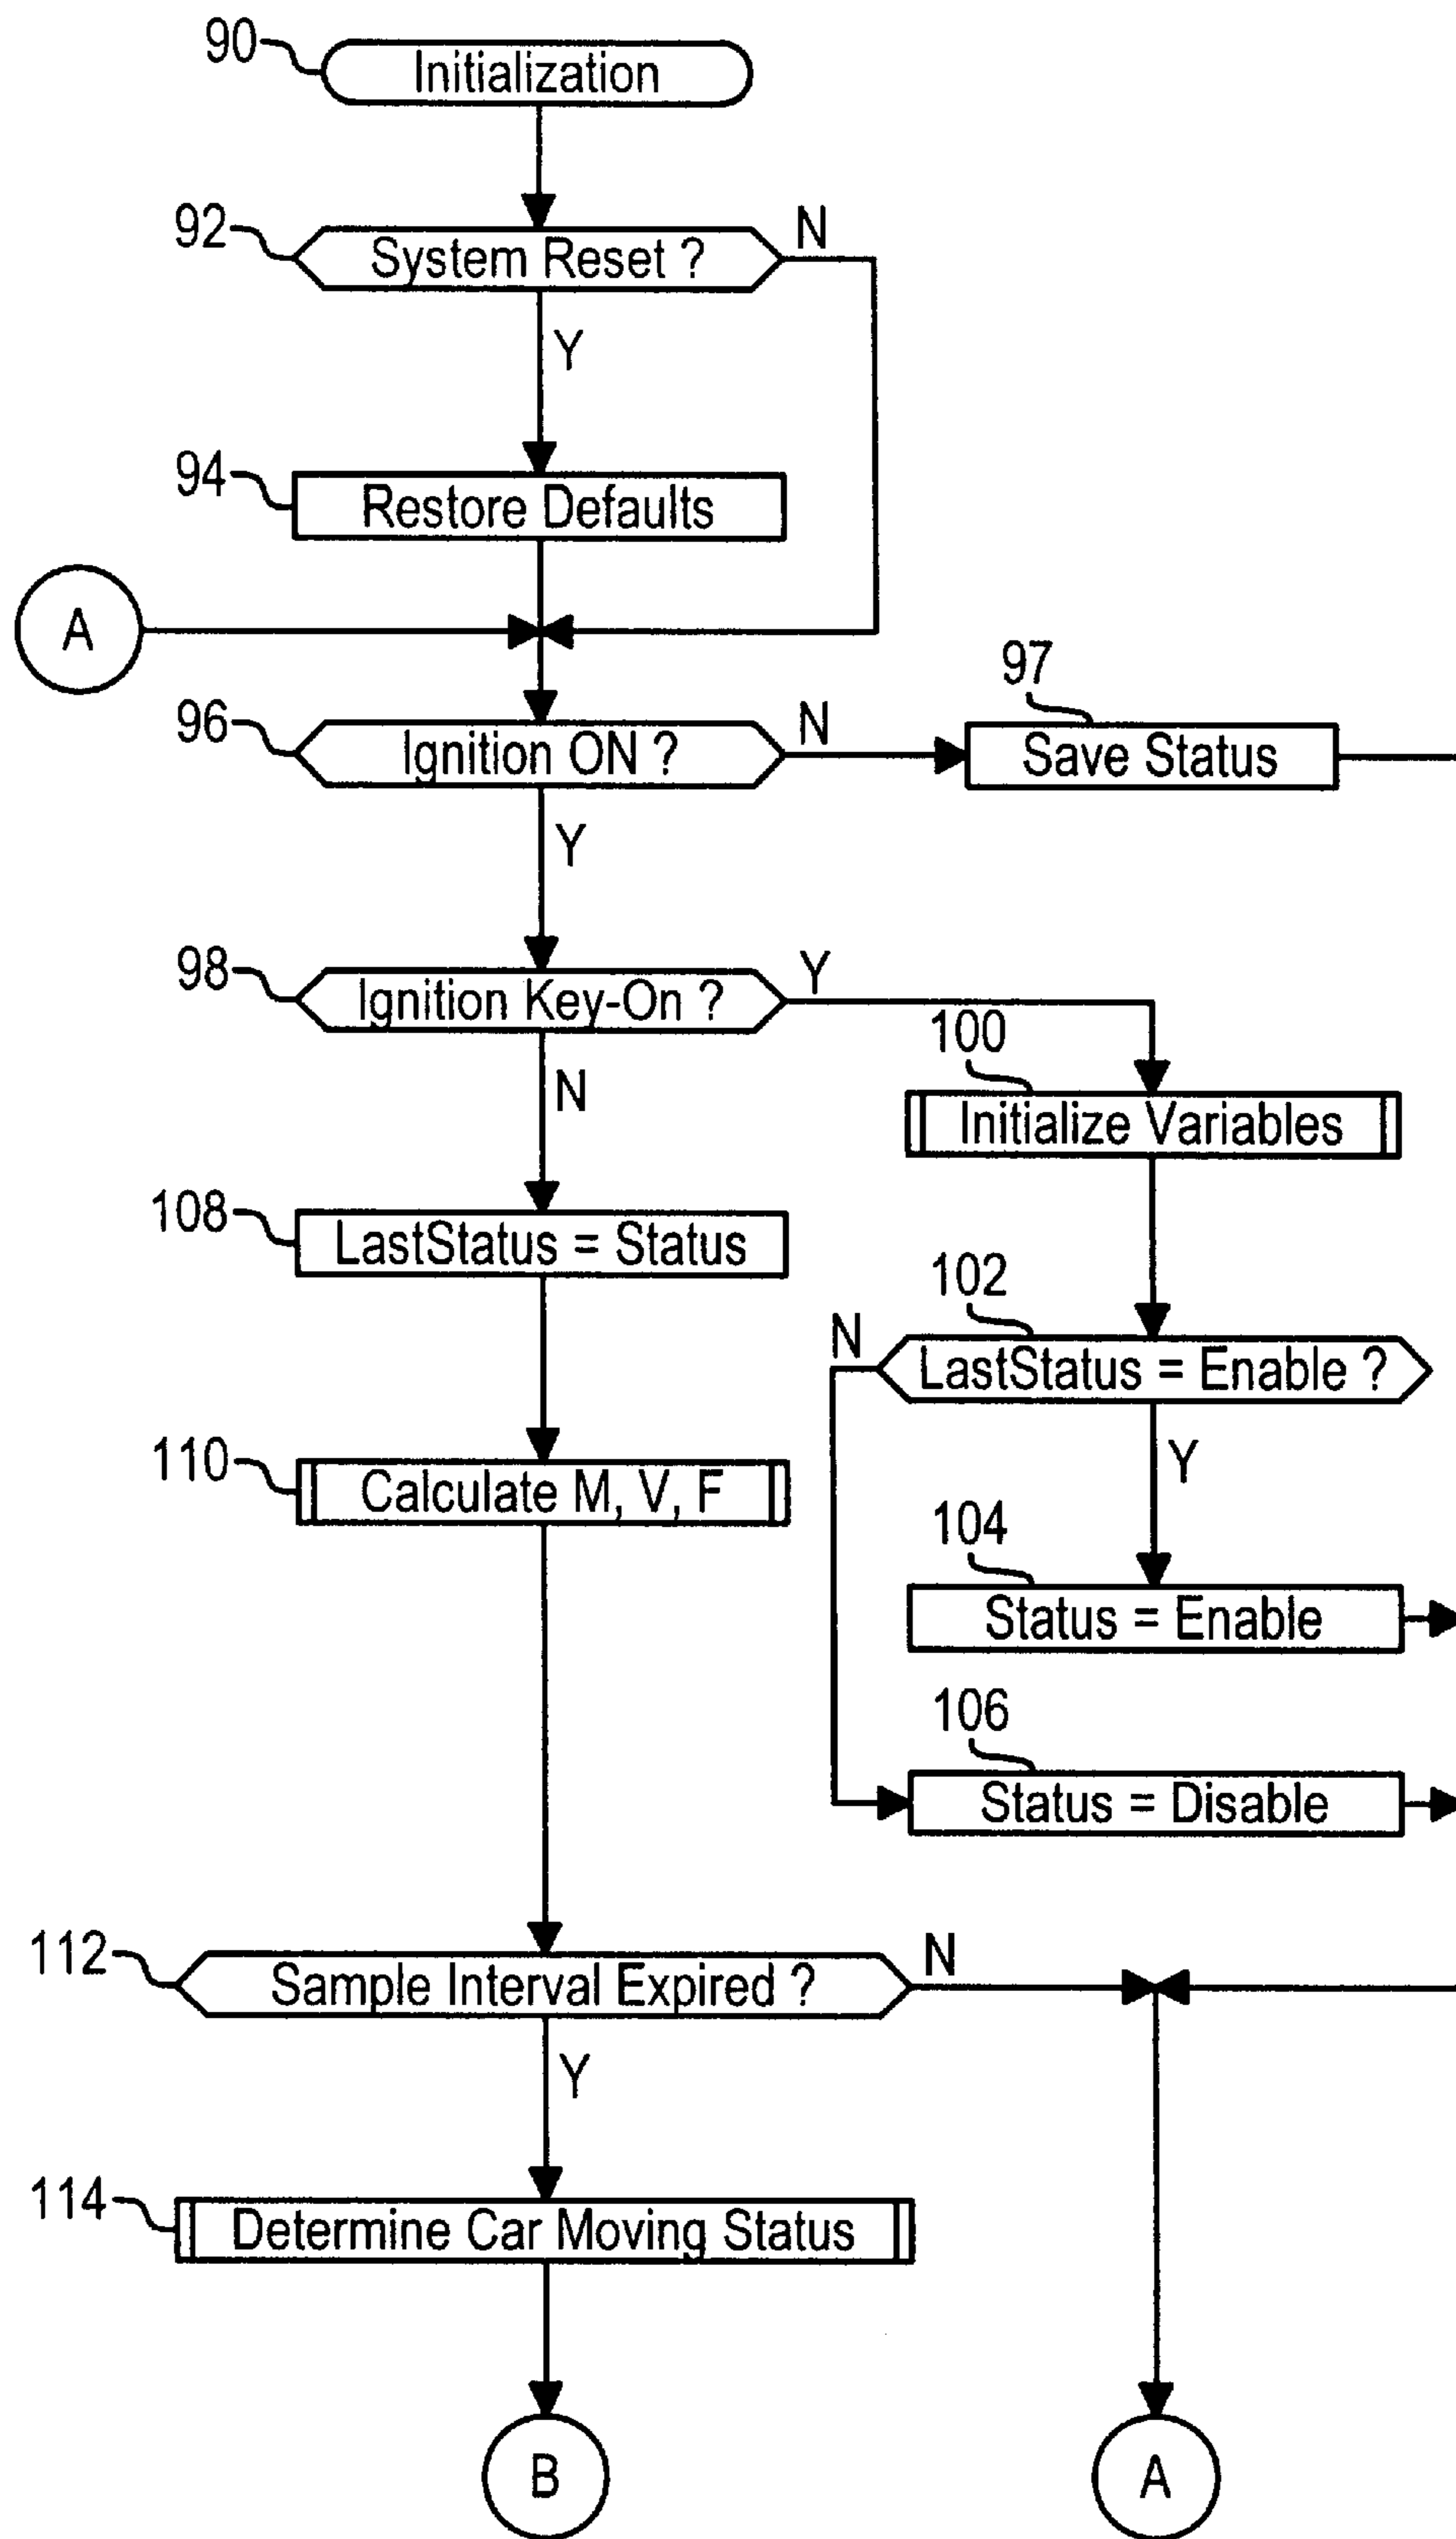 90
Initialization
92
System Reset ?
N
Y
94
Restore Defaults
A
96
Ignition ON ?
N
97
Save Status
Y
98
Ignition Key-On ?
Y
N
100
Initialize Variables
108
LastStatus = Status
102
N
LastStatus = Enable ?
Y
110
Calculate M, V, F
104
Status = Enable
106
Status = Disable
112
Sample Interval Expired ?
N
Y
114
Determine Car Moving Status
B
A